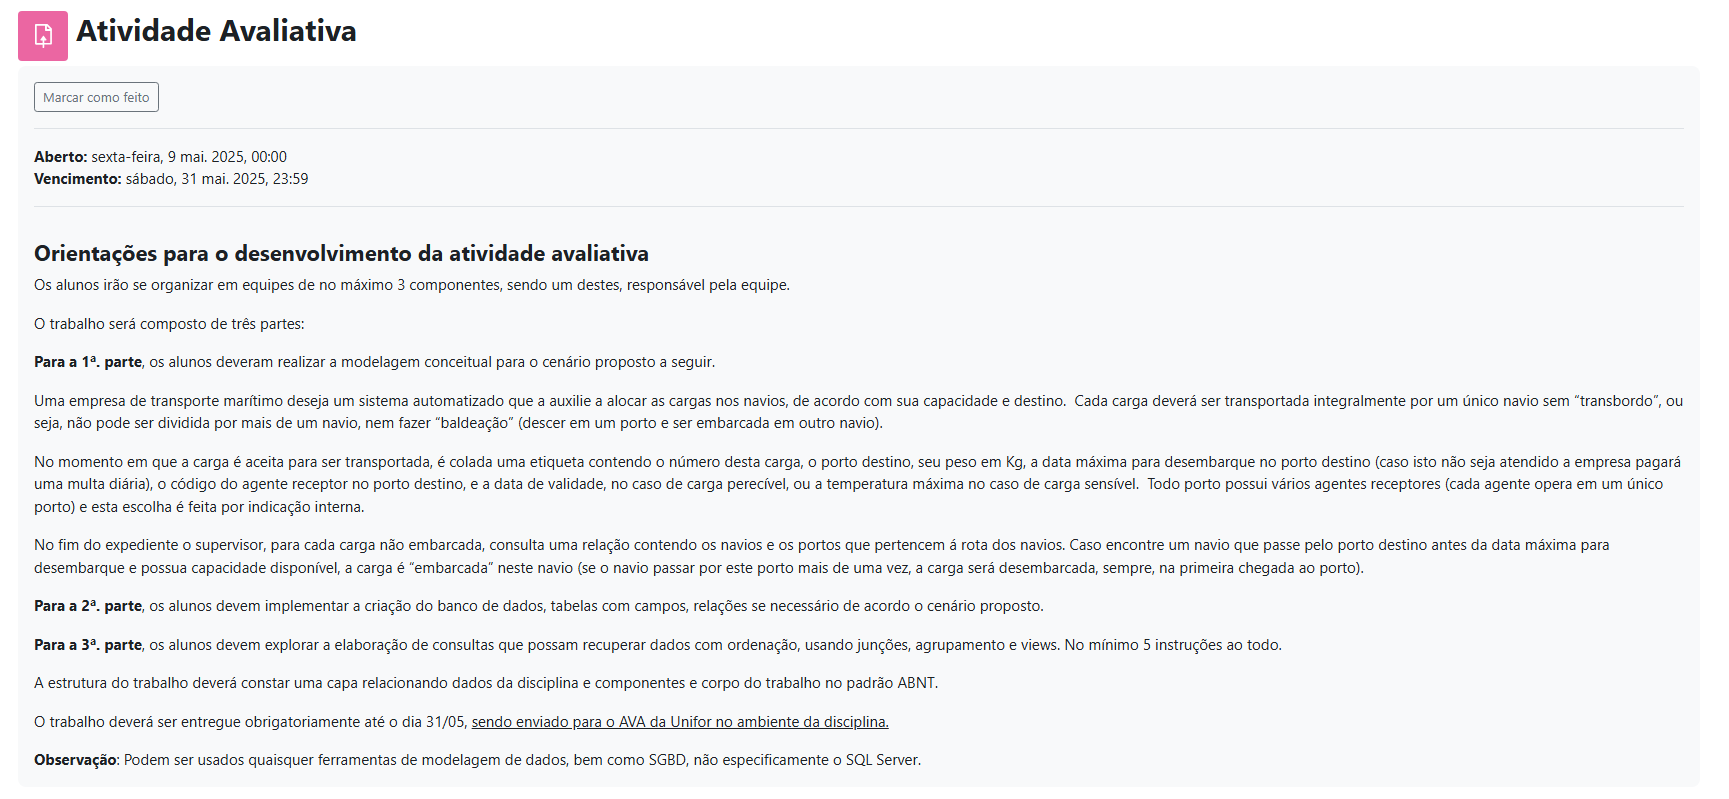 Atividade Avaliativa
Marcar como feito
Aberto: sexta-feira, 9 mai. 2025, 00:00
Vencimento: sábado, 31 mai. 2025, 23:59
Orientações para o desenvolvimento da atividade avaliativa
Os alunos irão se organizar em equipes de no máximo 3 componentes, sendo um destes, responsável pela equipe.
O trabalho será composto de três partes:
Para a 1ª. parte, os alunos deveram realizar a modelagem conceitual para o cenário proposto a seguir.
Uma empresa de transporte marítimo deseja um sistema automatizado que a auxilie a alocar as cargas nos navios, de acordo com sua capacidade e destino.  Cada carga deverá ser transportada integralmente por um único navio sem “transbordo”, ou
seja, não pode ser dividida por mais de um navio, nem fazer “baldeação” (descer em um porto e ser embarcada em outro navio).
No momento em que a carga é aceita para ser transportada, é colada uma etiqueta contendo o número desta carga, o porto destino, seu peso em Kg, a data máxima para desembarque no porto destino (caso isto não seja atendido a empresa pagará
uma multa diária), o código do agente receptor no porto destino, e a data de validade, no caso de carga perecível, ou a temperatura máxima no caso de carga sensível.  Todo porto possui vários agentes receptores (cada agente opera em um único
porto) e esta escolha é feita por indicação interna.
No fim do expediente o supervisor, para cada carga não embarcada, consulta uma relação contendo os navios e os portos que pertencem á rota dos navios. Caso encontre um navio que passe pelo porto destino antes da data máxima para
desembarque e possua capacidade disponível, a carga é “embarcada” neste navio (se o navio passar por este porto mais de uma vez, a carga será desembarcada, sempre, na primeira chegada ao porto).
Para a 2ª. parte, os alunos devem implementar a criação do banco de dados, tabelas com campos, relações se necessário de acordo o cenário proposto.
Para a 3ª. parte, os alunos devem explorar a elaboração de consultas que possam recuperar dados com ordenação, usando junções, agrupamento e views. No mínimo 5 instruções ao todo.
A estrutura do trabalho deverá constar uma capa relacionando dados da disciplina e componentes e corpo do trabalho no padrão ABNT.
O trabalho deverá ser entregue obrigatoriamente até o dia 31/05, sendo enviado para o AVA da Unifor no ambiente da disciplina.
Observação: Podem ser usados quaisquer ferramentas de modelagem de dados, bem como SGBD, não especificamente o SQL Server.